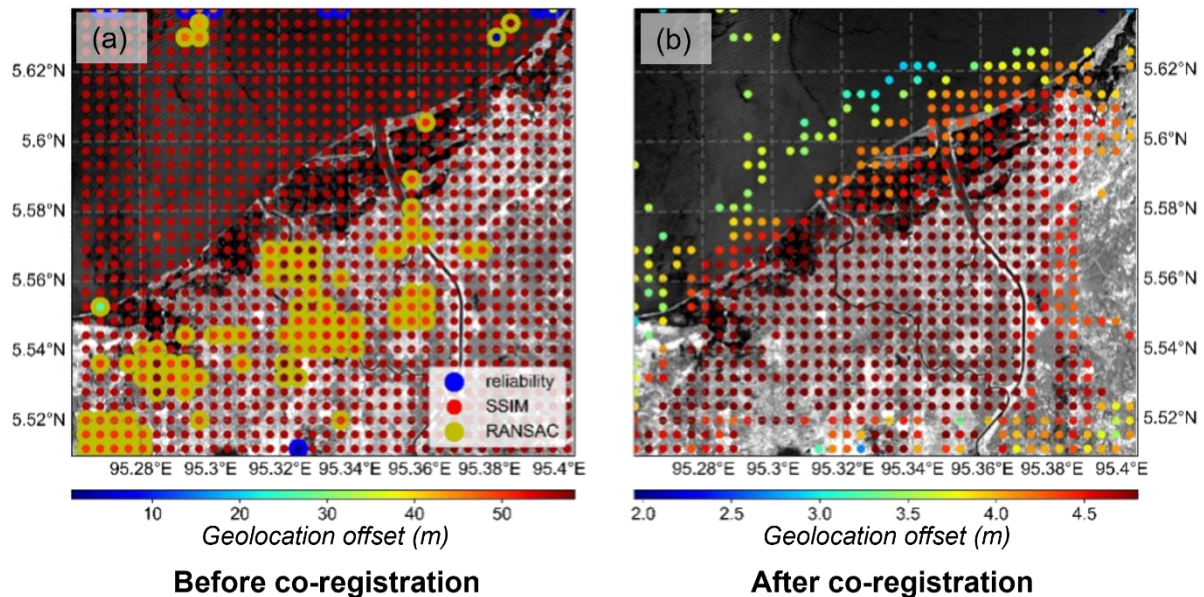 (a)
(b)
5.62°N
5.6°N
5.58°N
5.56°N
5.54°N
5.52°N
5.62°N
5.6°N
5.58°N
5.56°N
5.54°N
5.52°N
reliability
SSIM
RANSAC
95.28°E 95.3°E 95.32°E 95.34°E 95.36°E 95.38°E 95.4°E
95.28°E 95.3°E 95.32°E 95.34°E 95.36°E 95.38°E 95.4°E
10 20 30 40 50
2.0 2.5 3.0 3.5 4.0 4.5
Geolocation offset (m)
Geolocation offset (m)
Before co-registration
After co-registration